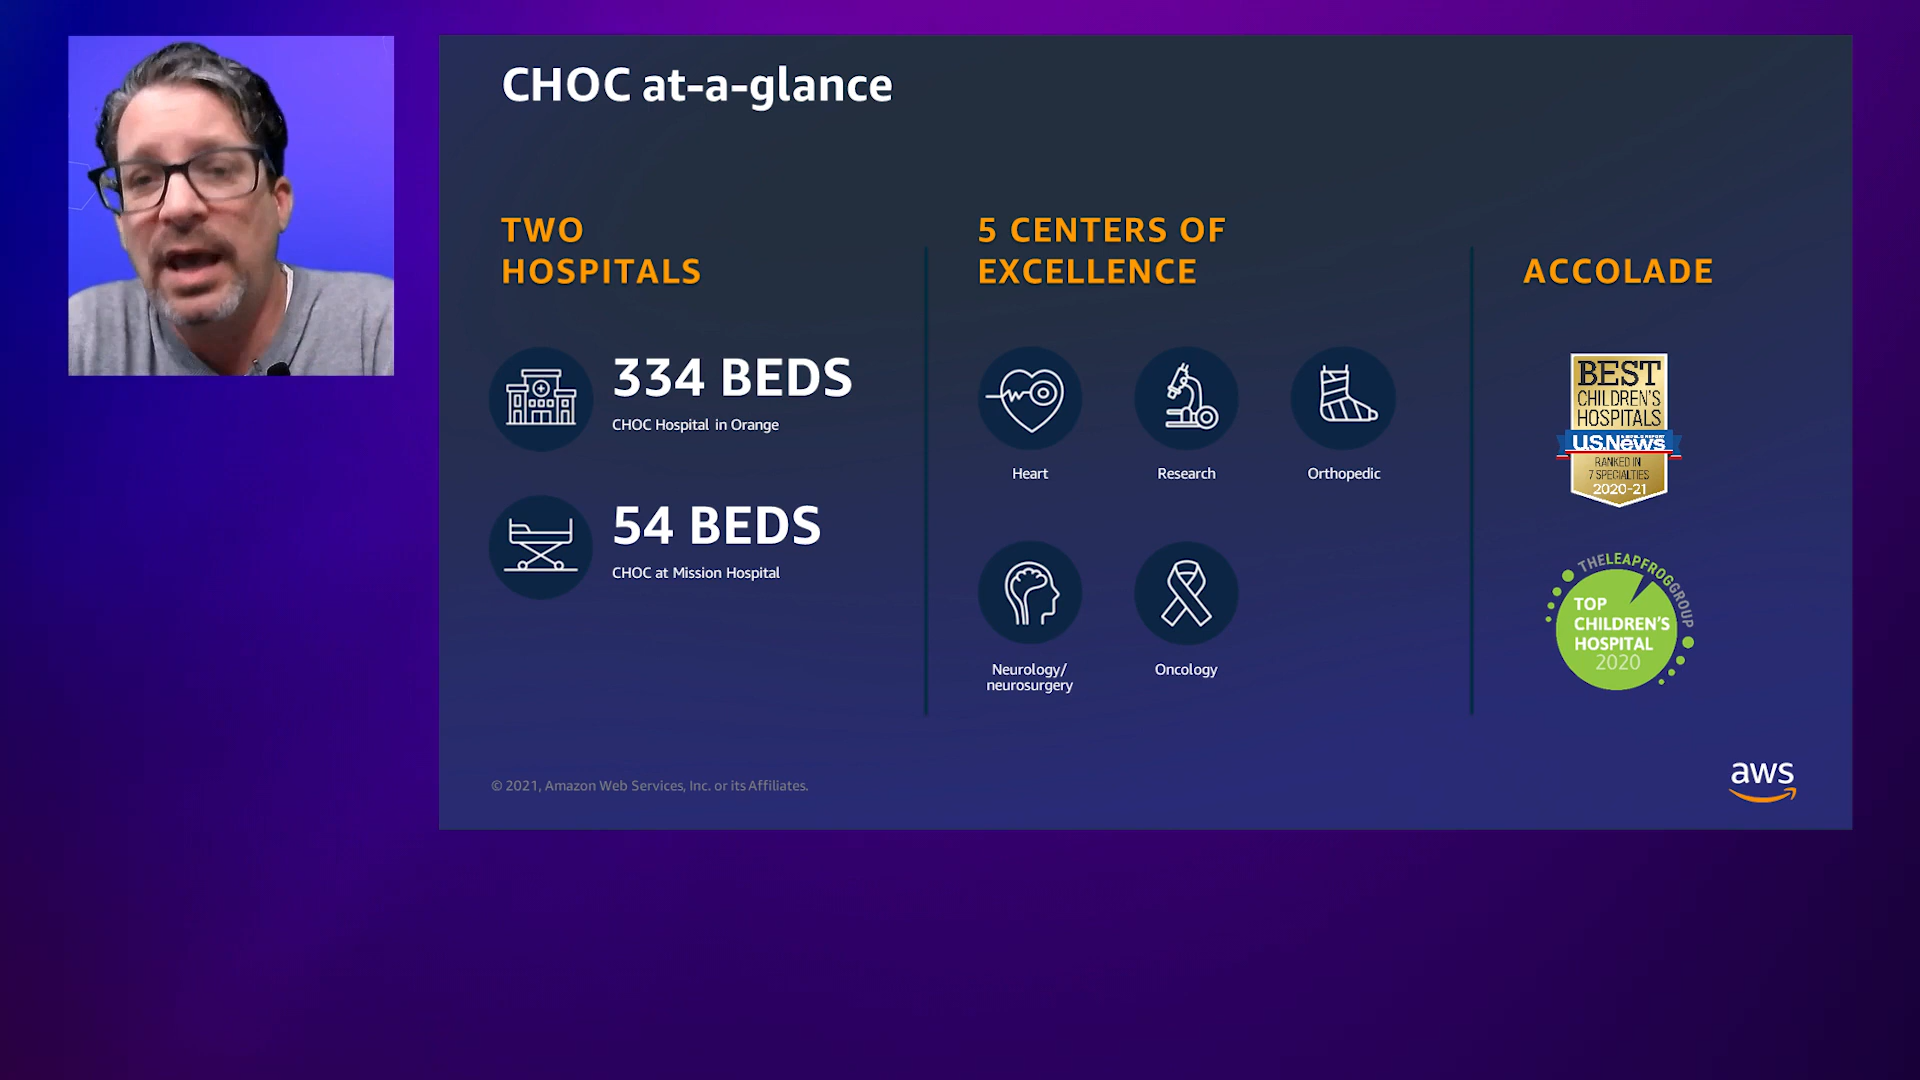 CHOC at-a-glance
TWO
HOSPITALS
334 BEDS
CHOC Hospital in Orange
54 BEDS
CHOC at Mission Hospital
5 CENTERS OF
EXCELLENCE
Heart
Research
Orthopedic
Neurology/
neurosurgery
Oncology
ACCOLADE
BEST
CHILDREN'S
HOSPITALS
U.S.News
RANKED IN
7 SPECIALTIES
2020-21
THELEAPFROGGROUP
TOP
CHILDREN'S
HOSPITAL
2020
© 2021, Amazon Web Services, Inc. or its Affiliates.
aws